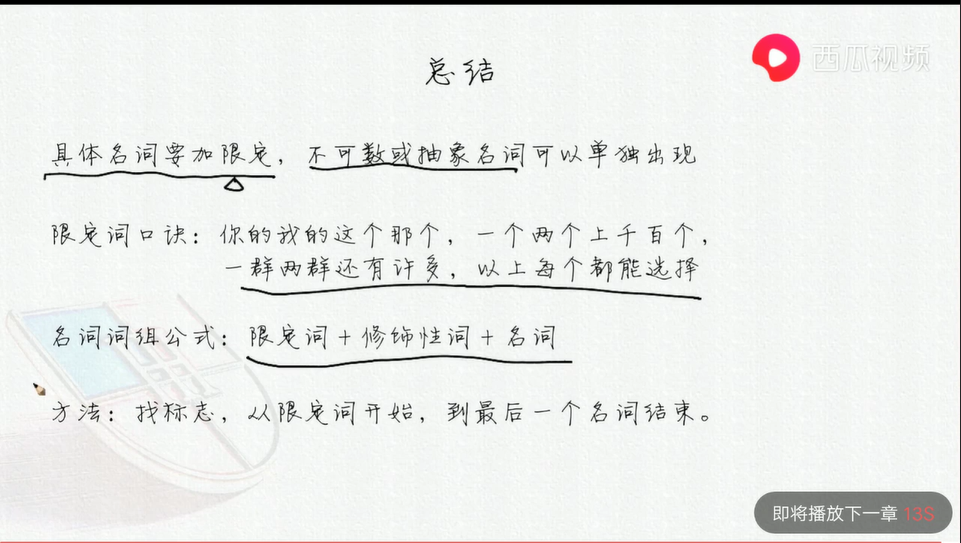 西瓜视频
总结
具体名词要加限定，不可数或抽象名词可以单独出现
限定词口诀：你的我的这个那个，一个两个上千百个，
一群两群还有许多，以上每个都能选择
名词词组公式：限定词＋修饰性词＋名词
方法：找标志，从限定词开始，到最后一个名词结束。
即将播放下一章 13S